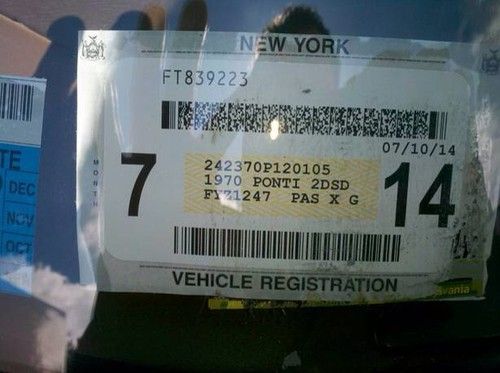 NEW YORK
FT839223
07/10/14
MONTH
7
242370P120105
1970 PONTI 2DSD
FYZ1247 PAS X G
14
VEHICLE REGISTRATION
TE
DEC
NOV
OCT
vania